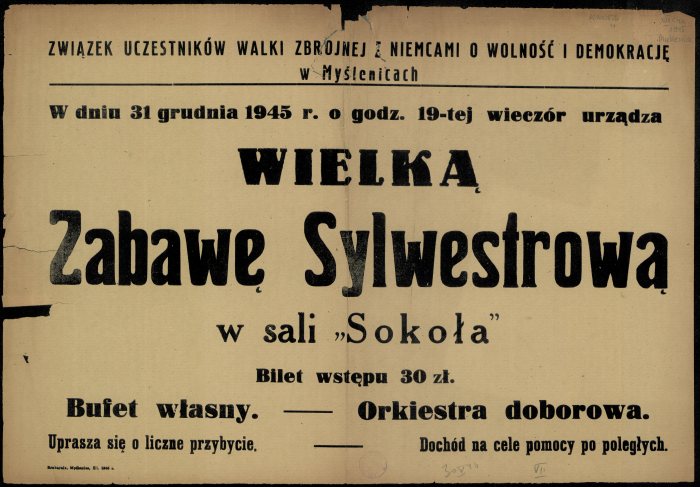 ZWIĄZEK UCZESTNIKÓW WALKI ZBROJNEJ Z NIEMCAMI O WOLNOŚĆ I DEMOKRACJĘ
w Myślenicach
W dniu 31 grudnia 1945 r. o godz. 19-tej wieczór urządza
WIELKĄ
Zabawę Sylwestrową
w sali „Sokoła”
Bilet wstępu 30 zł.
Bufet własny. — Orkiestra doborowa.
Uprasza się o liczne przybycie. — Dochód na cele pomocy po poległych.